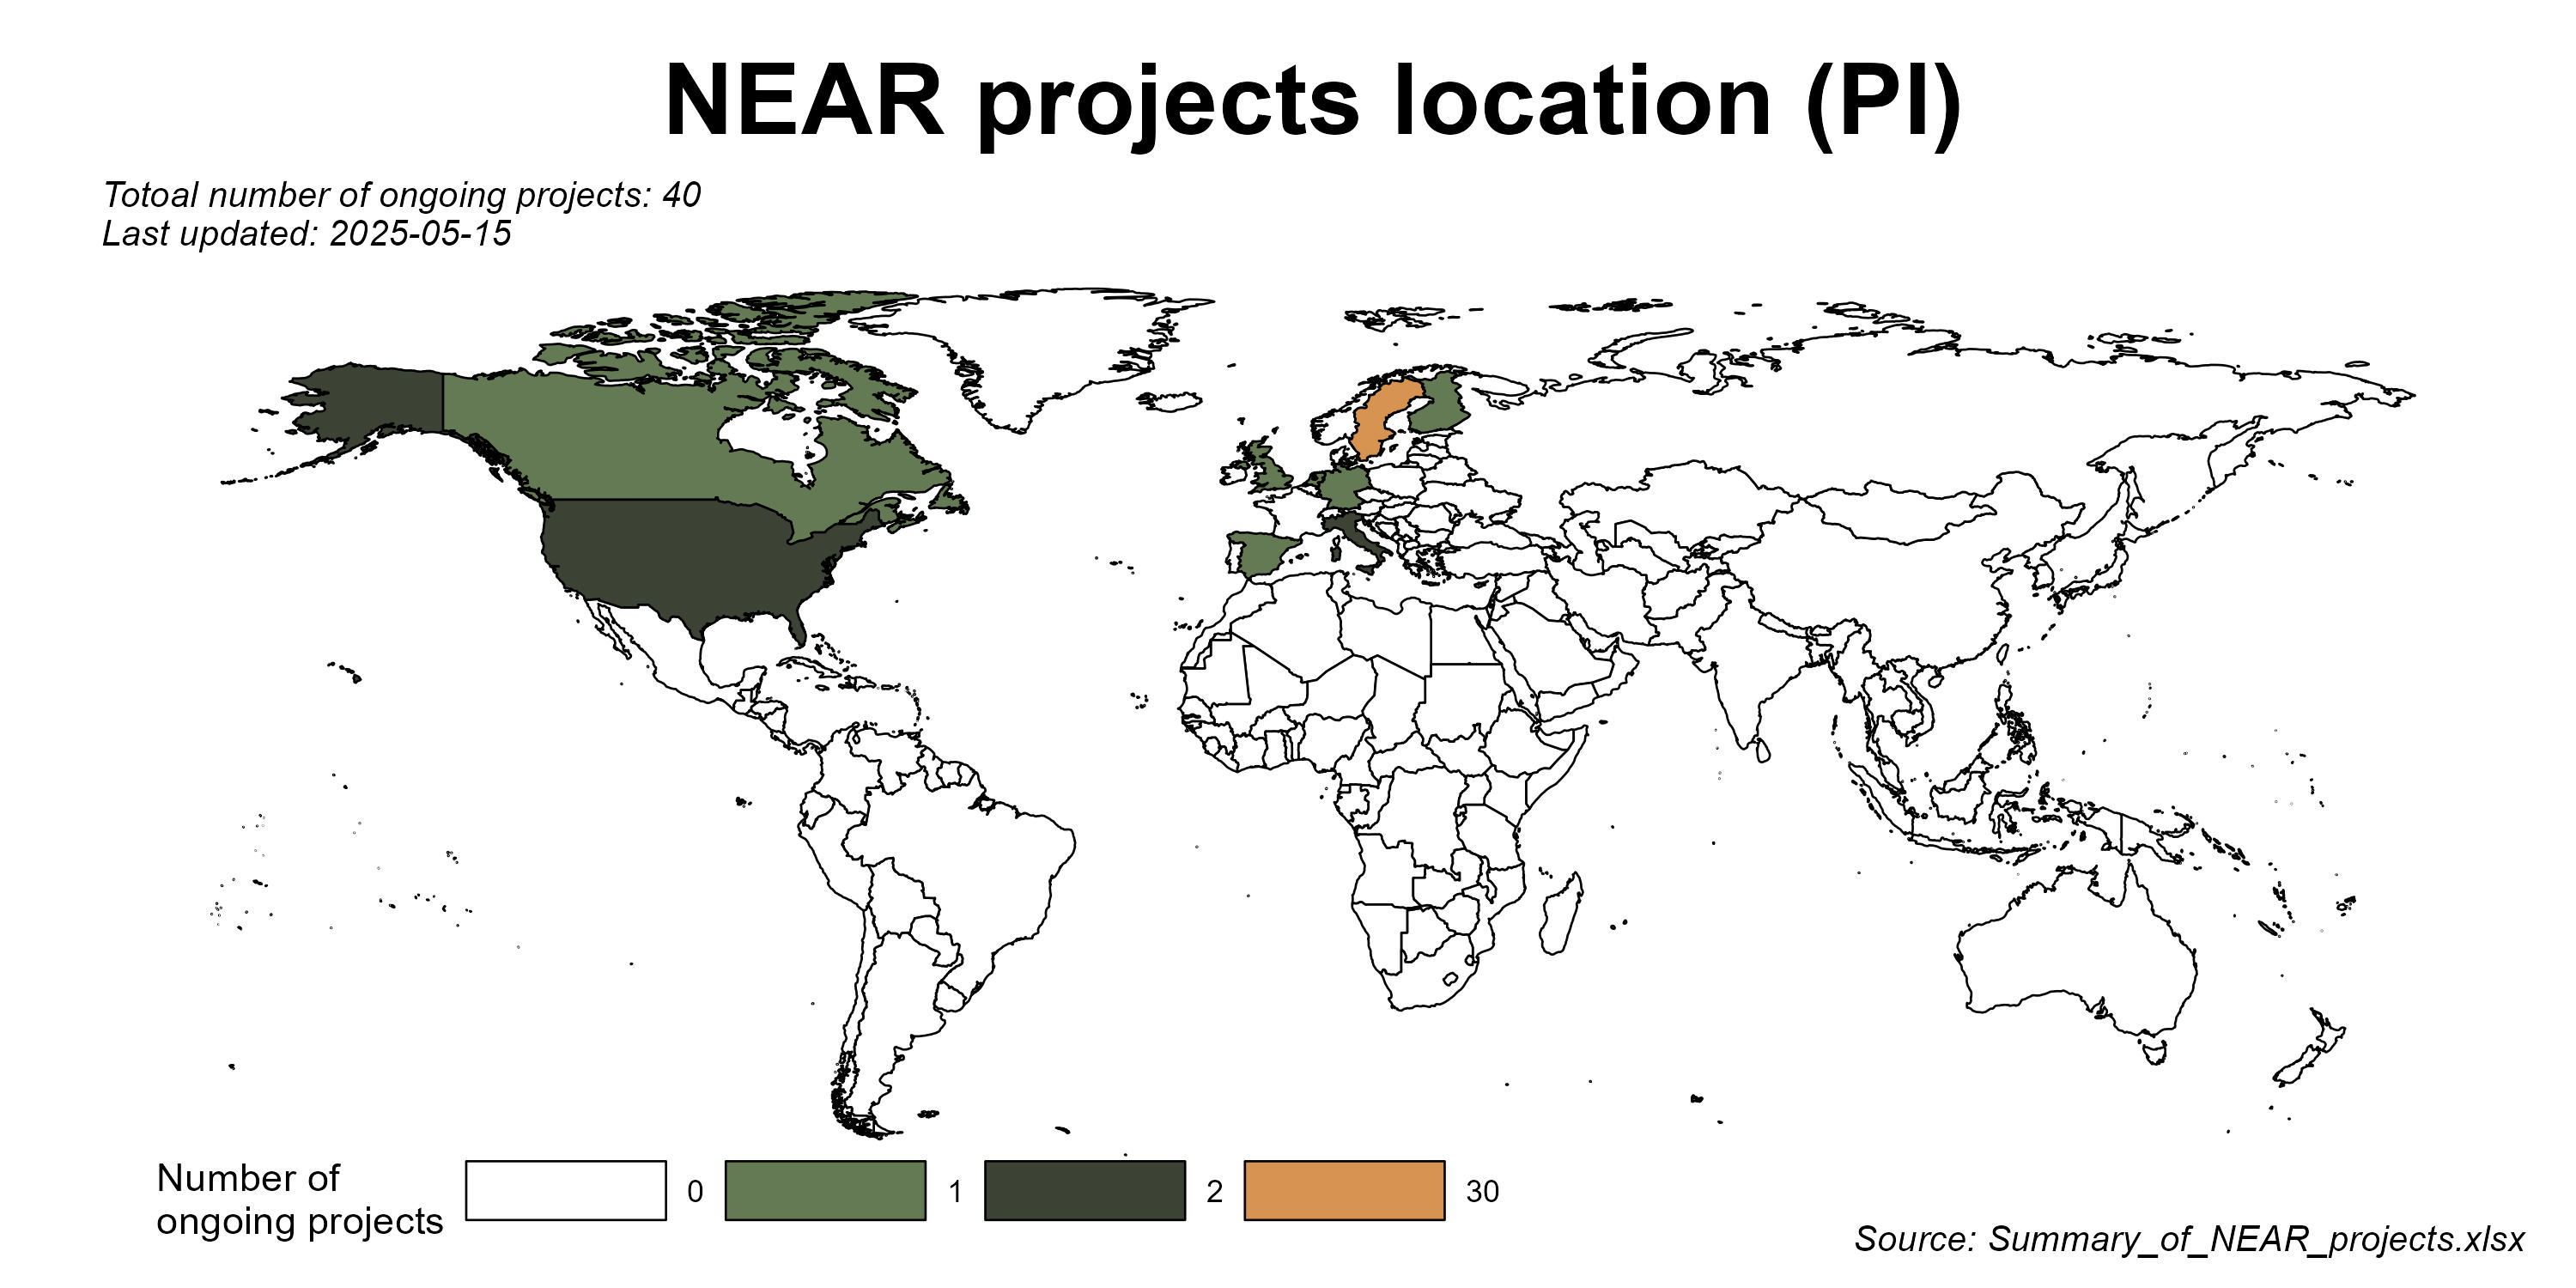 NEAR projects location (PI)
Totoal number of ongoing projects: 40
Last updated: 2025-05-15
Number of
ongoing projects
0
1
2
30
Source: Summary_of_NEAR_projects.xlsx